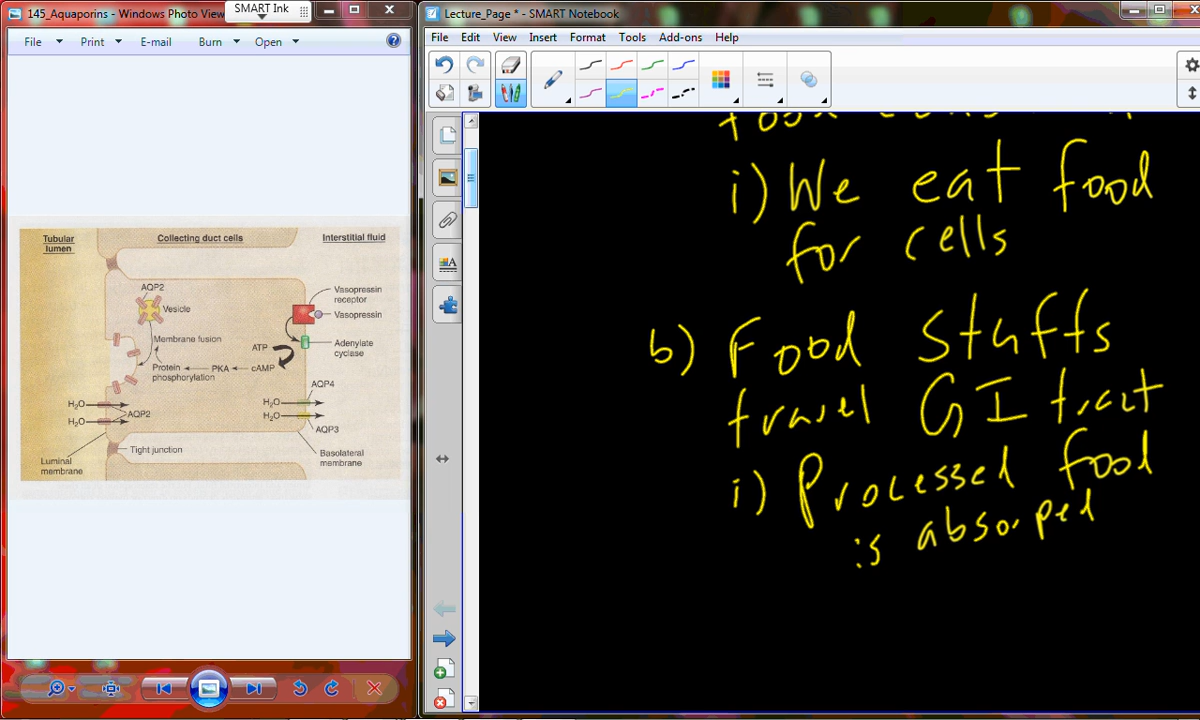 145_Aquaporins - Windows Photo View
SMART Ink
File Print E-mail Burn Open
Tubular
lumen
Collecting duct cells
Interstitial fluid
AQP2
Vesicle
Vasopressin
receptor
Vasopressin
Membrane fusion
ATP
Adenylate
cyclase
Protein
phosphorylation
PKA
cAMP
AQP4
H₂O
H₂O
AQP2
H₂O
H₂O
AQP3
Tight junction
Luminal
membrane
Basolateral
membrane
Lecture_Page * - SMART Notebook
File Edit View Insert Format Tools Add-ons Help
i) We eat food
for cells
b) Food stuffs
travel GI tract
i) Processed food
is absorped